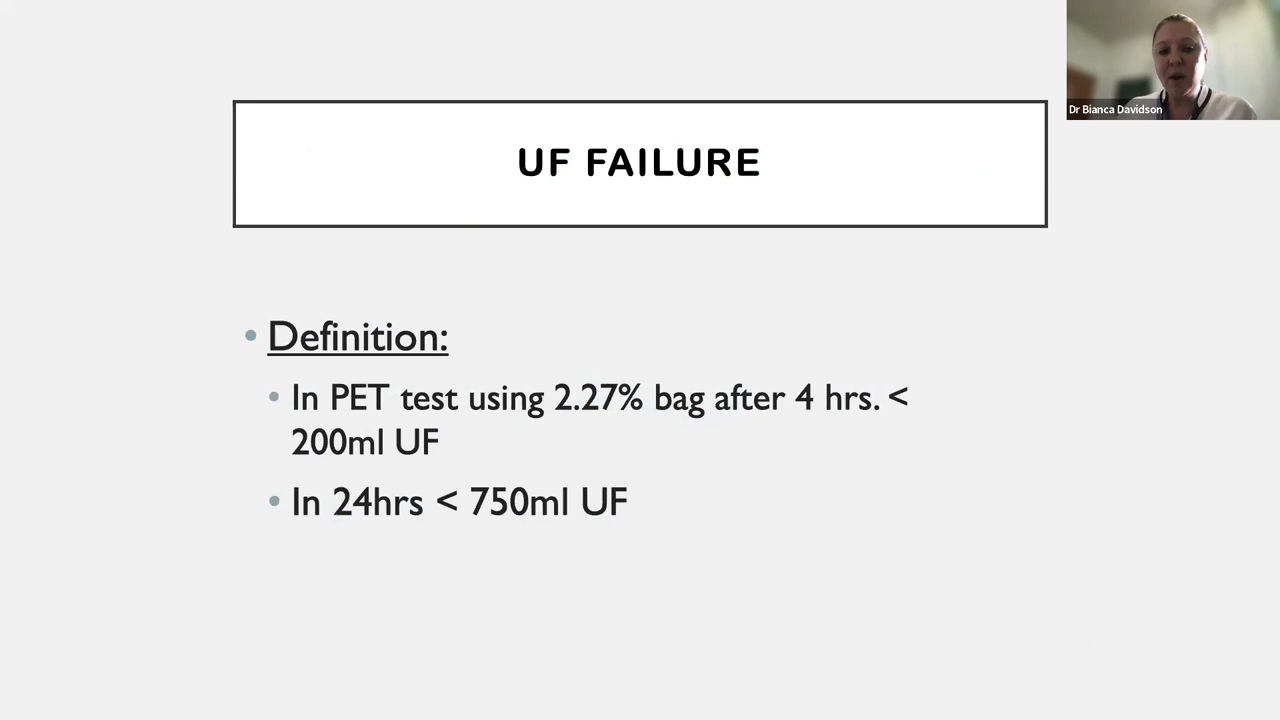 Dr Bianca Davidson
UF FAILURE
• Definition:
• In PET test using 2.27% bag after 4 hrs. <
200ml UF
• In 24hrs < 750ml UF